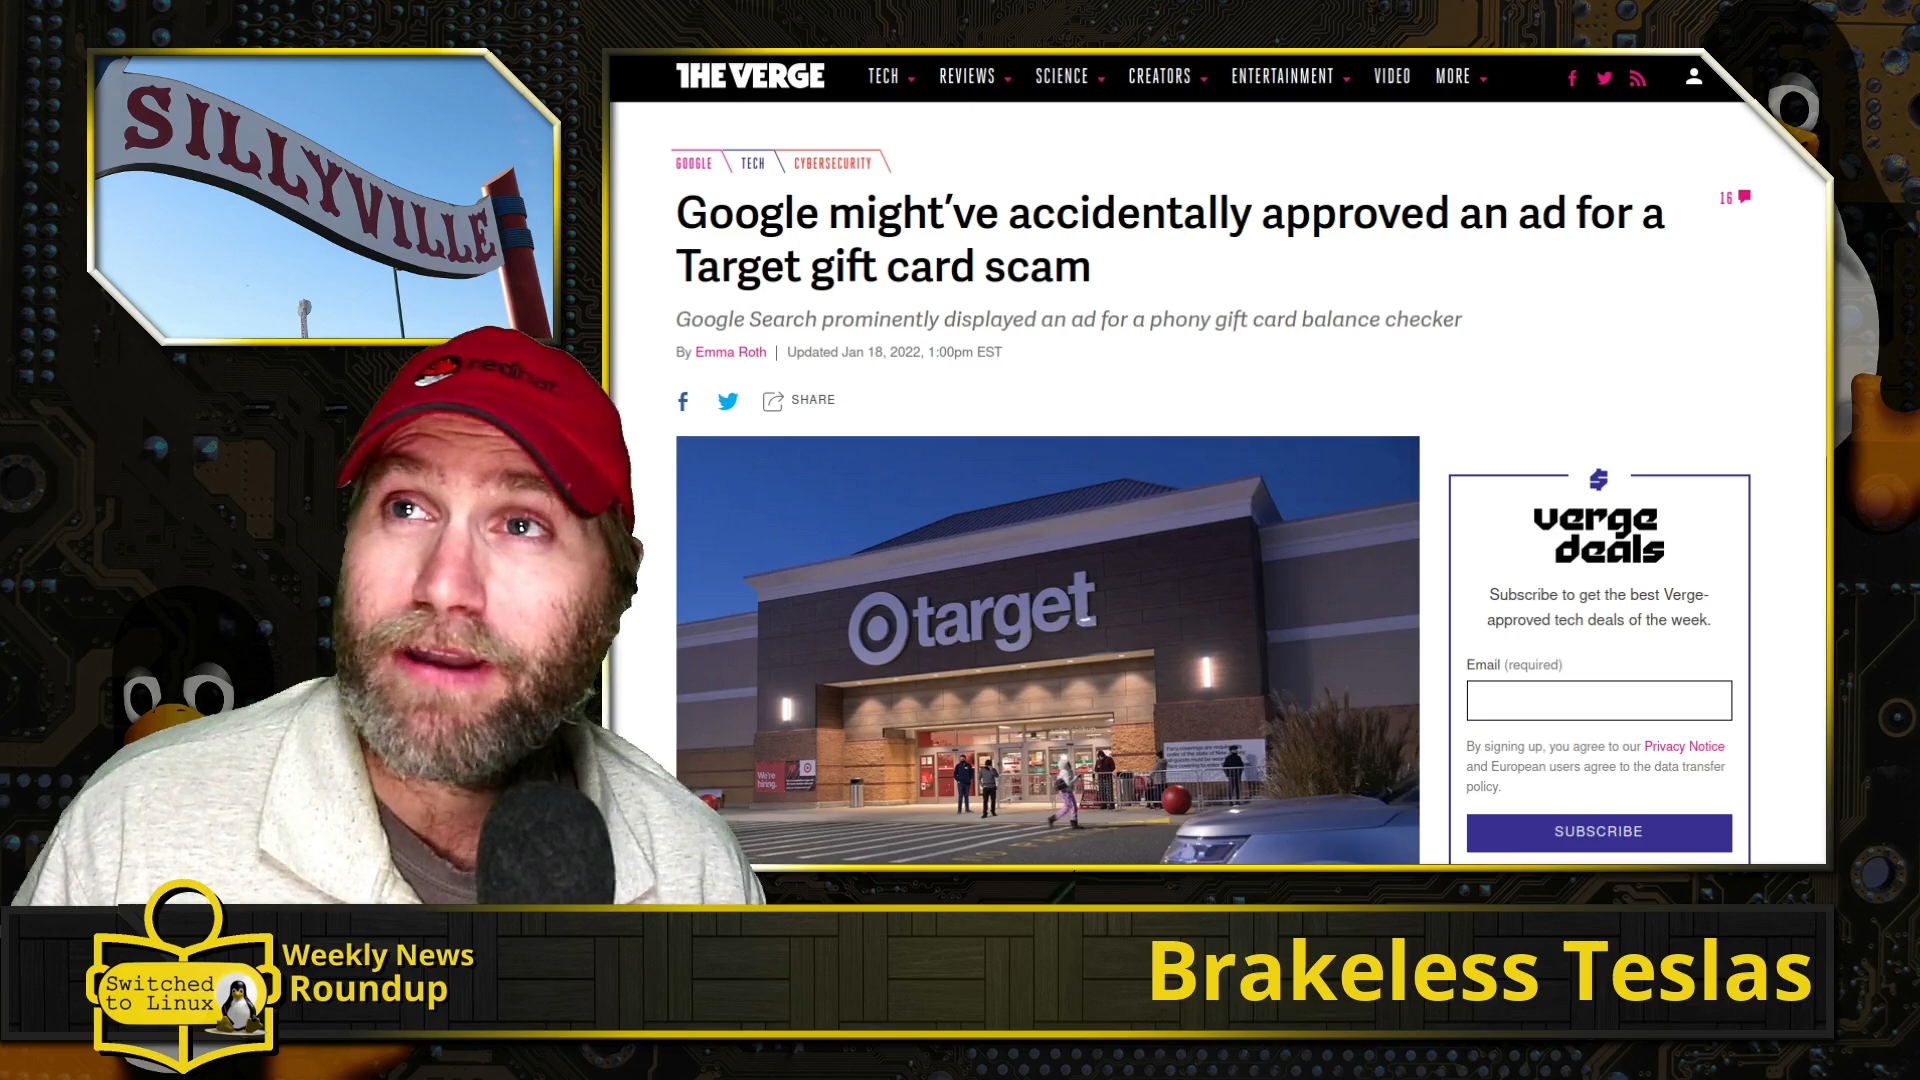 SILLYVILLE
redhat
THE VERGE
TECH REVIEWS SCIENCE CREATORS ENTERTAINMENT VIDEO MORE
GOOGLE TECH CYBERSECURITY
Google might've accidentally approved an ad for a
Target gift card scam
16
Google Search prominently displayed an ad for a phony gift card balance checker
By Emma Roth | Updated Jan 18, 2022, 1:00pm EST
SHARE
target
We're
hiring.
verge
deals
Subscribe to get the best Verge-
approved tech deals of the week.
Email (required)
By signing up, you agree to our Privacy Notice
and European users agree to the data transfer
policy.
SUBSCRIBE
Switched
to Linux
Weekly News
Roundup
Brakeless Teslas